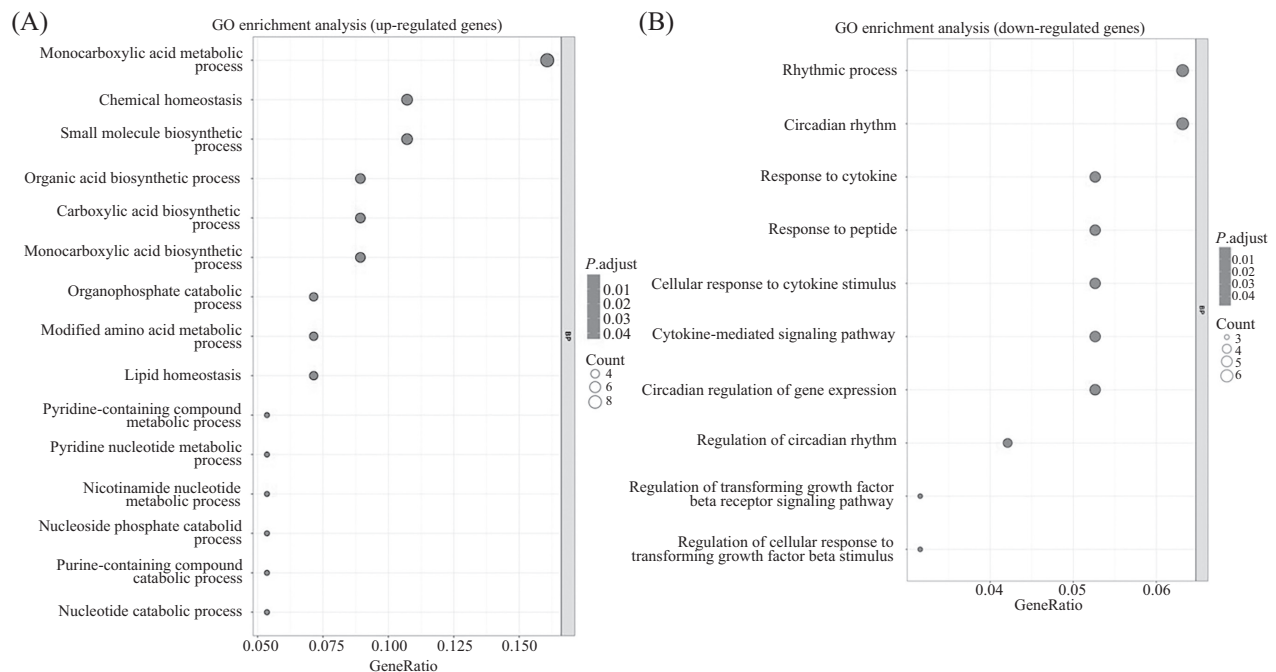 (A)
GO enrichment analysis (up-regulated genes)
Monocarboxylic acid metabolic
process
Chemical homeostasis
Small molecule biosynthetic
process
Organic acid biosynthetic process
Carboxylic acid biosynthetic
process
Monocarboxylic acid biosynthetic
process
Organophosphate catabolic
process
Modified amino acid metabolic
process
Lipid homeostasis
Pyridine-containing compound
metabolic process
Pyridine nucleotide metabolic
process
Nicotinamide nucleotide
metabolic process
Nucleoside phosphate catabolid
process
Purine-containing compound
catabolic process
Nucleotide catabolic process
0.050 0.075 0.100 0.125 0.150
GeneRatio
BP
P.adjust
0.01
0.02
0.03
0.04
Count
4
6
8
(B)
GO enrichment analysis (down-regulated genes)
Rhythmic process
Circadian rhythm
Response to cytokine
Response to peptide
Cellular response to cytokine stimulus
Cytokine-mediated signaling pathway
Circadian regulation of gene expression
Regulation of circadian rhythm
Regulation of transforming growth factor
beta receptor signaling pathway
Regulation of cellular response to
transforming growth factor beta stimulus
0.04 0.05 0.06
GeneRatio
BP
P.adjust
0.01
0.02
0.03
0.04
Count
3
4
5
6